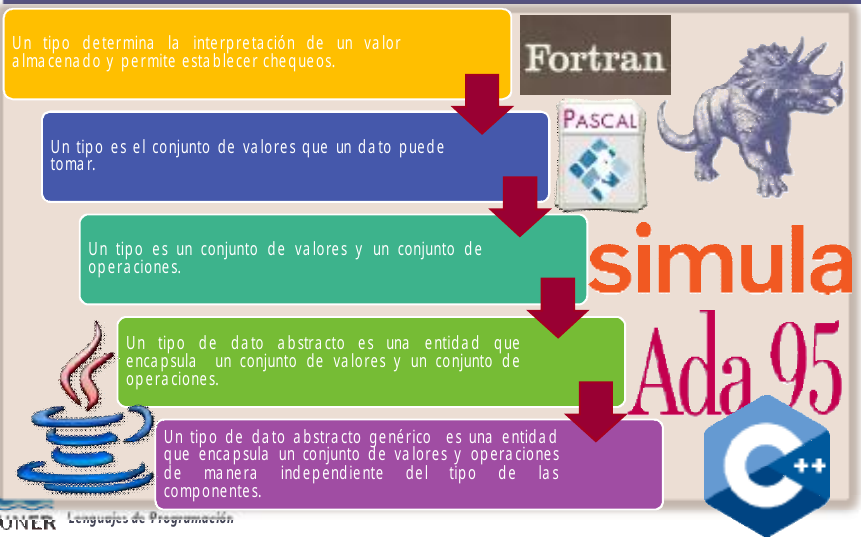 Un tipo determina la interpretación de un valor
almacenado y permite establecer chequeos.
Fortran
PASCAL
Un tipo es el conjunto de valores que un dato puede
tomar.
Un tipo es un conjunto de valores y un conjunto de
operaciones.
simula
Un tipo de dato abstracto es una entidad que
encapsula un conjunto de valores y un conjunto de
operaciones.
Ada 95
Un tipo de dato abstracto genérico es una entidad
que encapsula un conjunto de valores y operaciones
de manera independiente del tipo de las
componentes.
C++
UNER Lenguajes de Programación